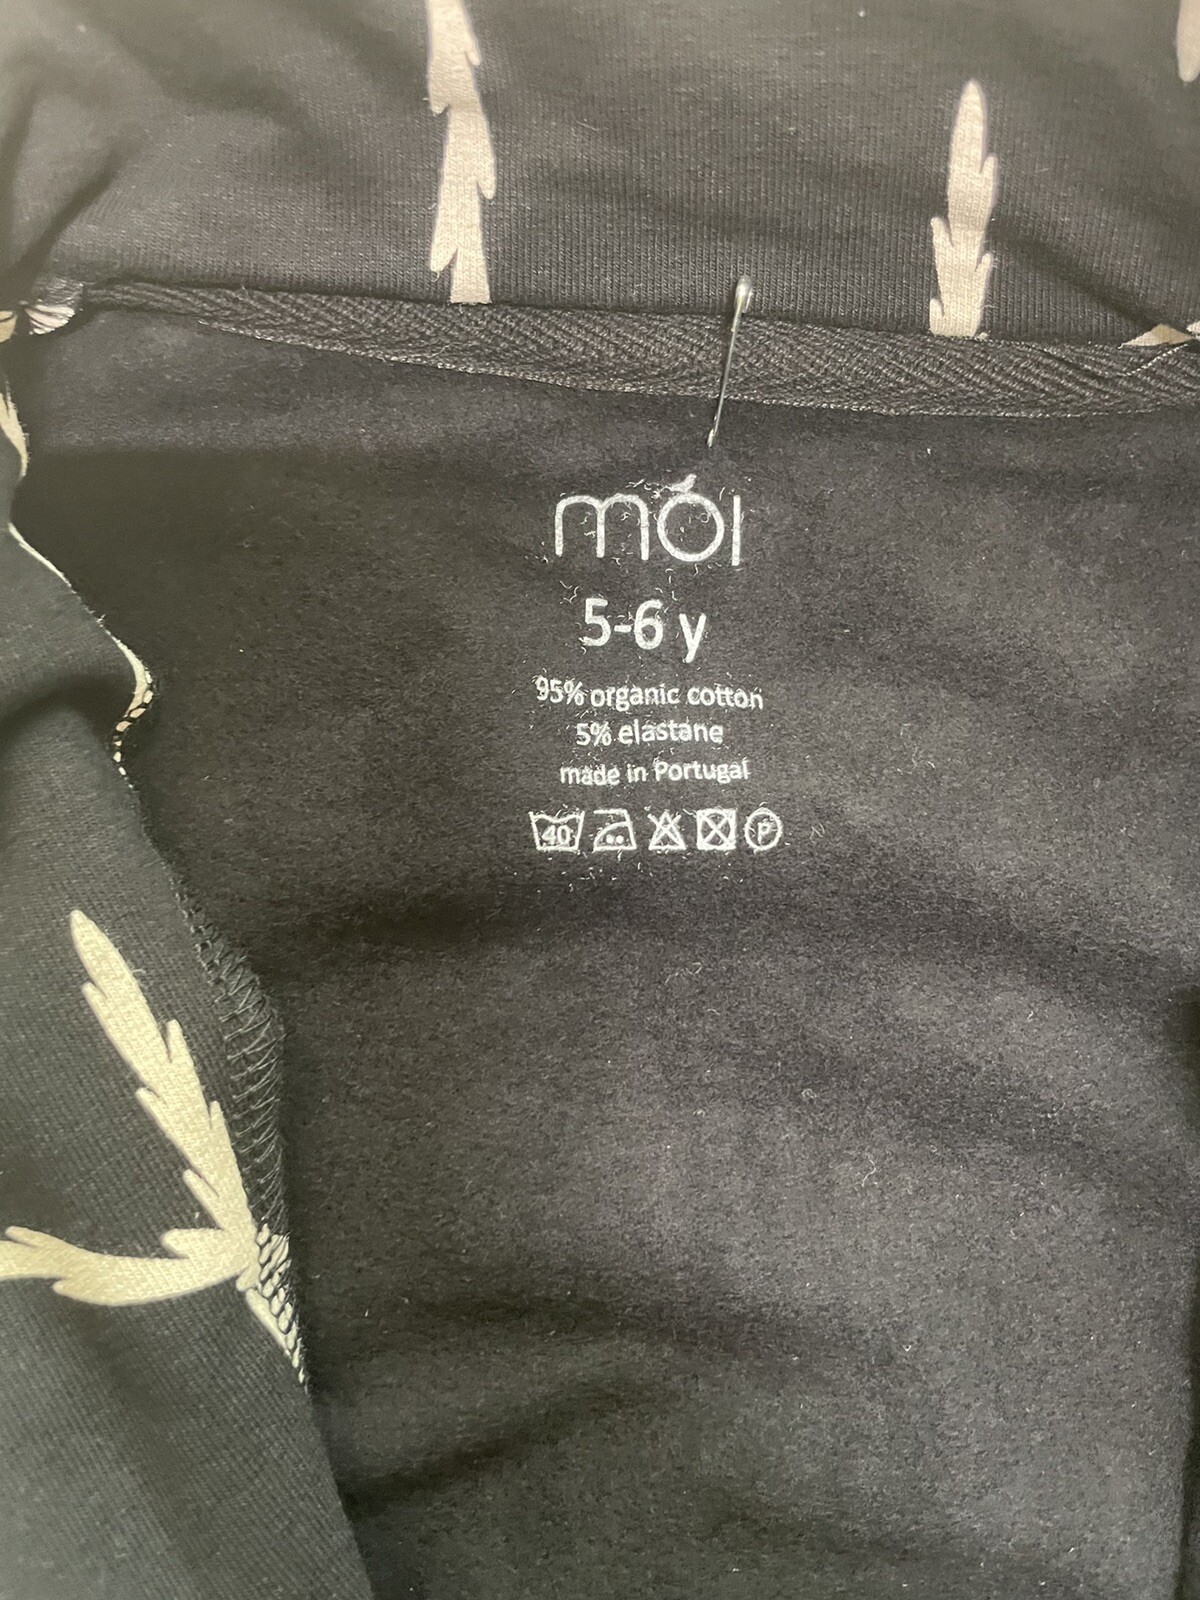 mói
5-6 y
95% organic cotton
5% elastane
made in Portugal
40 P